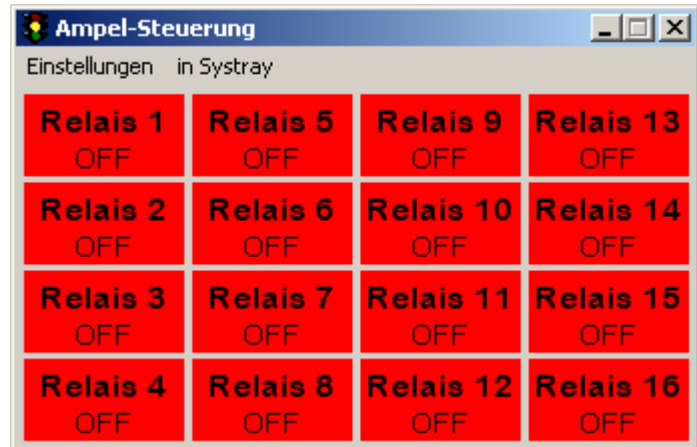 Ampel-Steuerung
Einstellungen in Systray
Relais 1 Relais 5 Relais 9 Relais 13
OFF OFF OFF OFF
Relais 2 Relais 6 Relais 10 Relais 14
OFF OFF OFF OFF
Relais 3 Relais 7 Relais 11 Relais 15
OFF OFF OFF OFF
Relais 4 Relais 8 Relais 12 Relais 16
OFF OFF OFF OFF